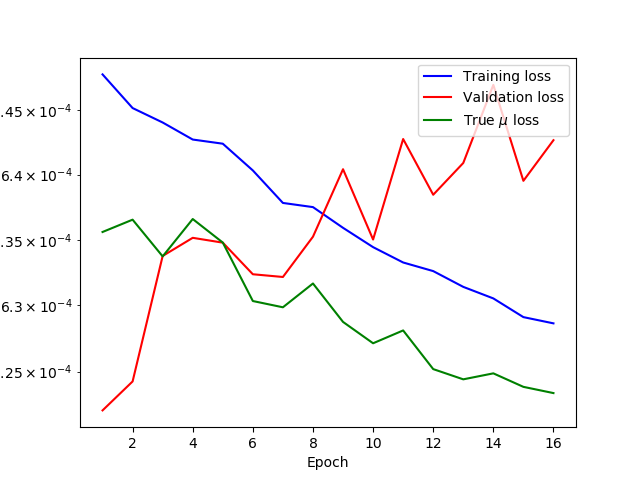 Training loss
Validation loss
True μ loss
.45 × 10⁻⁴
6.4 × 10⁻⁴
.35 × 10⁻⁴
6.3 × 10⁻⁴
.25 × 10⁻⁴
2 4 6 8 10 12 14 16
Epoch